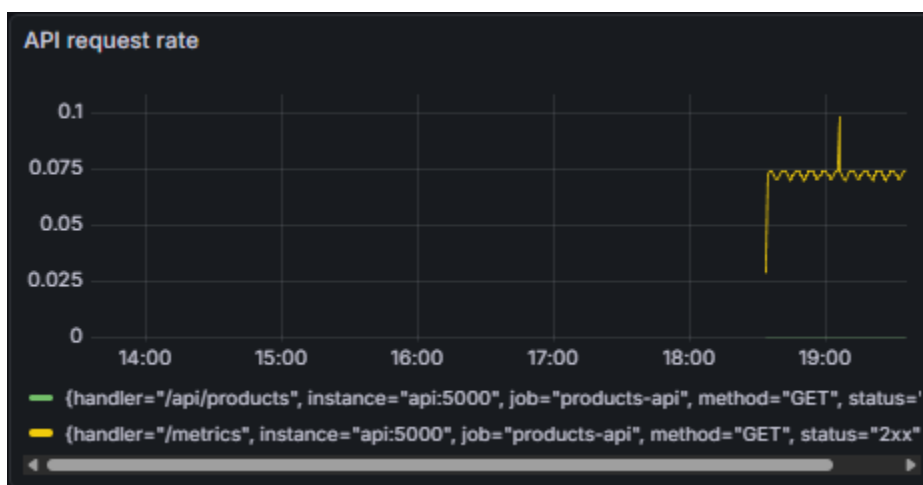 API request rate
0.1
0.075
0.05
0.025
0
14:00 15:00 16:00 17:00 18:00 19:00
{handler="/api/products", instance="api:5000", job="products-api", method="GET", status="
{handler="/metrics", instance="api:5000", job="products-api", method="GET", status="2xx"